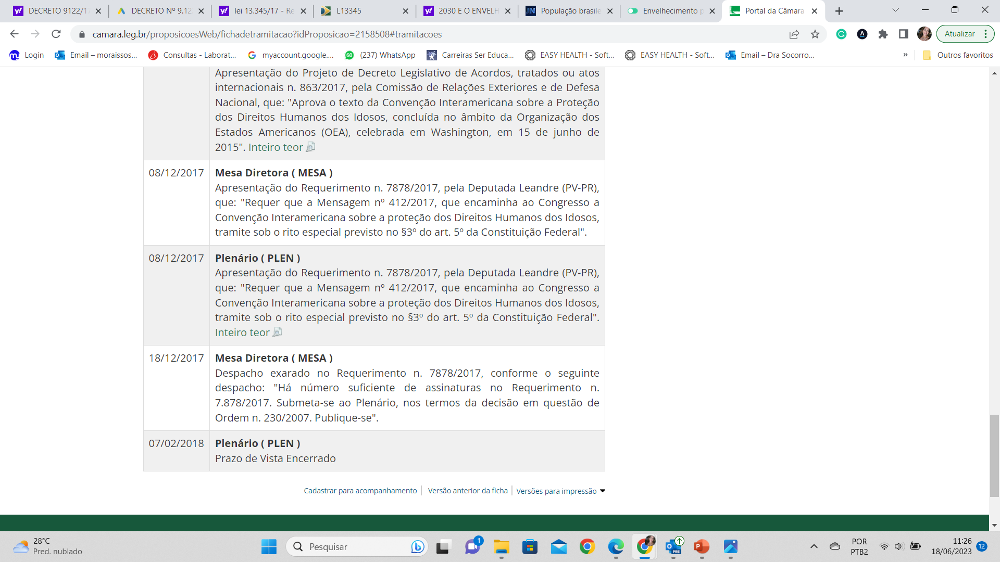 DECRETO 9122/17
DECRETO Nº 9.12
lei 13.345/17 - Re
L13345
2030 E O ENVELH
População brasile
Envelhecimento p
Portal da Câmara
camara.leg.br/proposicoesWeb/fichadetramitacao?idProposicao=2158508#tramitacoes
Atualizar
Login
Email – moraissos...
Consultas - Laborat...
myaccount.google....
(237) WhatsApp
Carreiras Ser Educa...
EASY HEALTH - Soft...
EASY HEALTH - Soft...
Email – Dra Socorro...
»
Outros favoritos
Apresentação do Projeto de Decreto Legislativo de Acordos, tratados ou atos
internacionais n. 863/2017, pela Comissão de Relações Exteriores e de Defesa
Nacional, que: "Aprova o texto da Convenção Interamericana sobre a Proteção
dos Direitos Humanos dos Idosos, concluída no âmbito da Organização dos
Estados Americanos (OEA), celebrada em Washington, em 15 de junho de
2015". Inteiro teor
08/12/2017
Mesa Diretora ( MESA )
Apresentação do Requerimento n. 7878/2017, pela Deputada Leandre (PV-PR),
que: "Requer que a Mensagem nº 412/2017, que encaminha ao Congresso a
Convenção Interamericana sobre a proteção dos Direitos Humanos dos Idosos,
tramite sob o rito especial previsto no §3º do art. 5º da Constituição Federal".
08/12/2017
Plenário ( PLEN )
Apresentação do Requerimento n. 7878/2017, pela Deputada Leandre (PV-PR),
que: "Requer que a Mensagem nº 412/2017, que encaminha ao Congresso a
Convenção Interamericana sobre a proteção dos Direitos Humanos dos Idosos,
tramite sob o rito especial previsto no §3º do art. 5º da Constituição Federal".
Inteiro teor
18/12/2017
Mesa Diretora ( MESA )
Despacho exarado no Requerimento n. 7878/2017, conforme o seguinte
despacho: "Há número suficiente de assinaturas no Requerimento n.
7.878/2017. Submeta-se ao Plenário, nos termos da decisão em questão de
Ordem n. 230/2007. Publique-se".
07/02/2018
Plenário ( PLEN )
Prazo de Vista Encerrado
Cadastrar para acompanhamento
Versão anterior da ficha
Versões para impressão
28°C
Pred. nublado
Pesquisar
1
PRE
POR
PTB2
11:26
18/06/2023
12